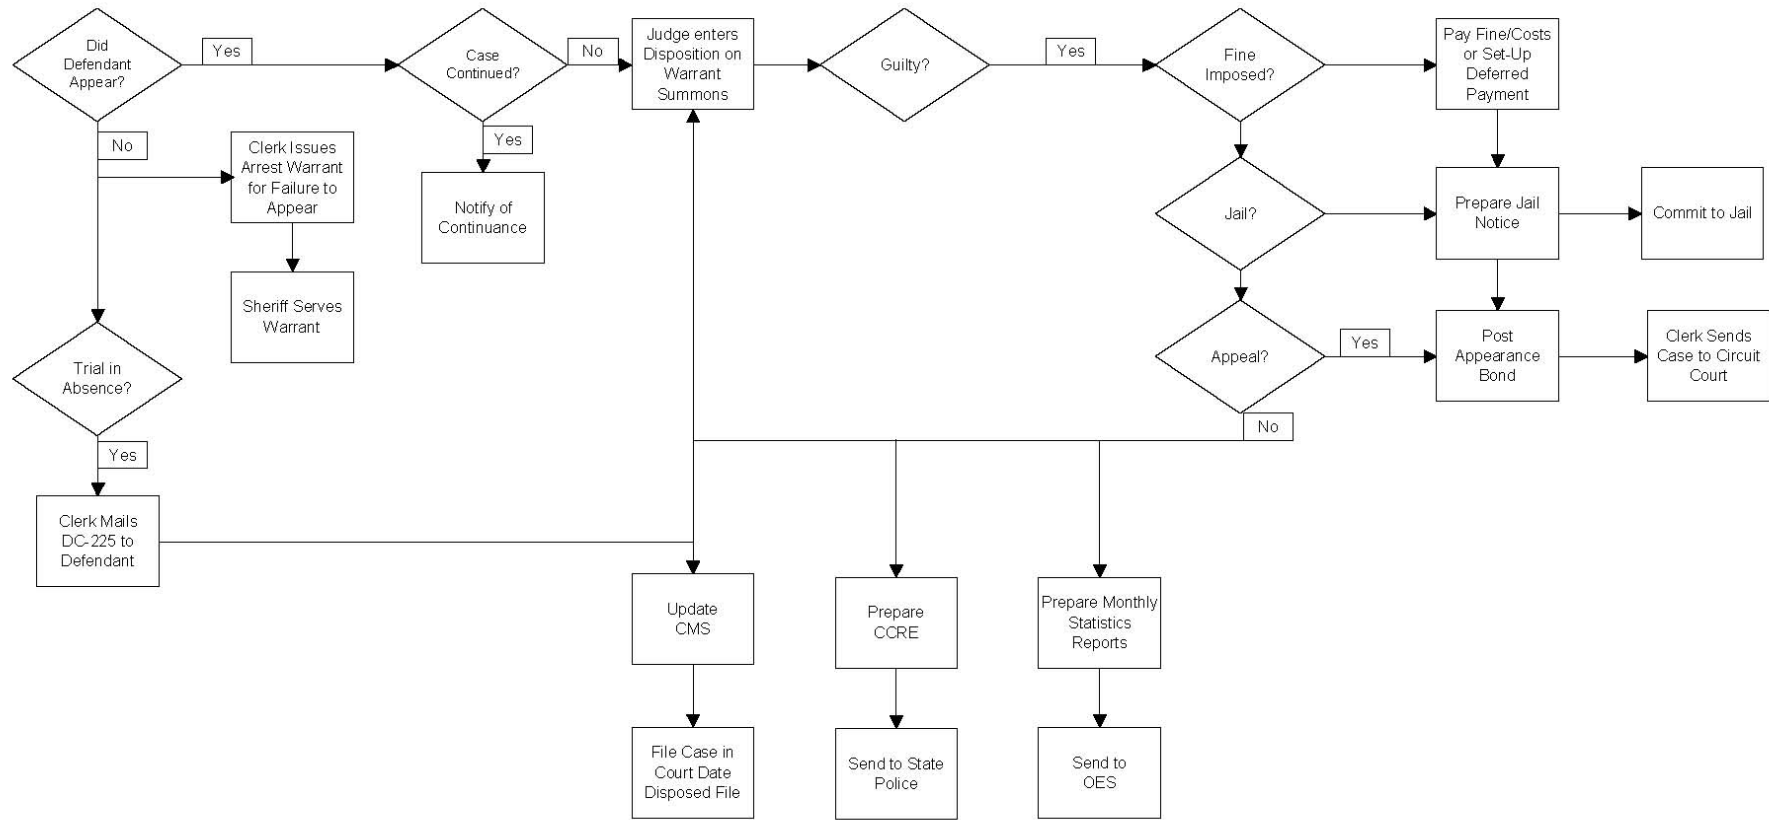 Did
Defendant
Appear?
Yes
Case
Continued?
No
Judge enters
Disposition on
Warrant
Summons
Guilty?
Yes
Fine
Imposed?
Pay Fine/Costs
or Set-Up
Deferred
Payment
No
Clerk Issues
Arrest Warrant
for Failure to
Appear
Yes
Notify of
Continuance
Jail?
Prepare Jail
Notice
Commit to Jail
Sheriff Serves
Warrant
Trial in
Absence?
Appeal?
Yes
Post
Appearance
Bond
Clerk Sends
Case to Circuit
Court
No
Yes
Clerk Mails
DC-225 to
Defendant
Update
CMS
Prepare
CCRE
Prepare Monthly
Statistics
Reports
File Case in
Court Date
Disposed File
Send to State
Police
Send to
OES